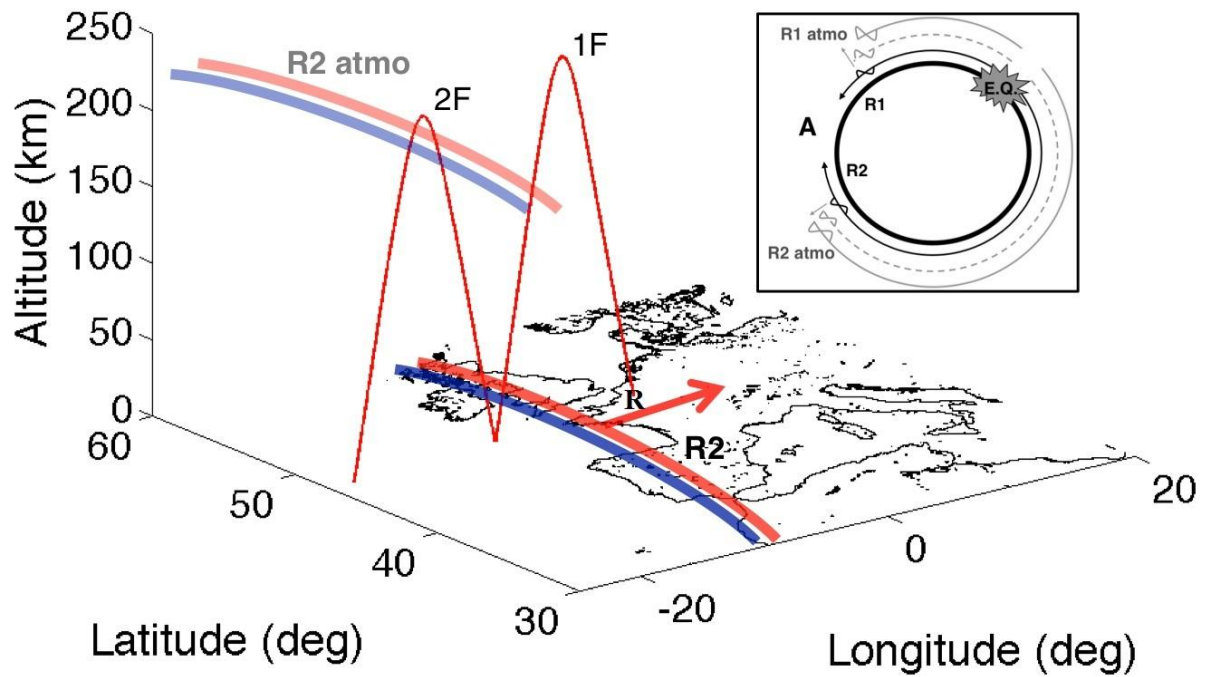 250
200
150
100
50
0
Altitude (km)
R2 atmo
2F
1F
R1 atmo
E.Q.
R1
A
R2
R2 atmo
R
R2
60
50
40
30
Latitude (deg)
-20
0
20
Longitude (deg)